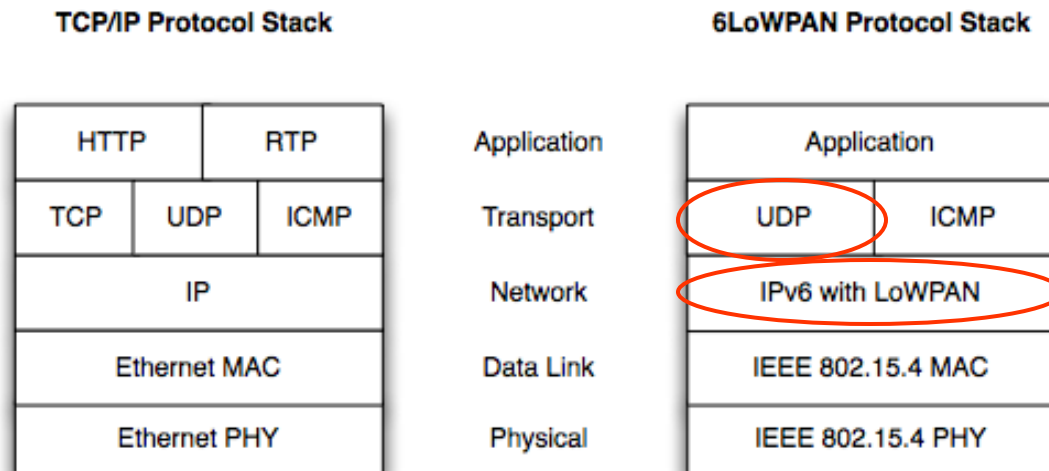 TCP/IP Protocol Stack 6LoWPAN Protocol Stack
HTTP RTP Application Application
TCP UDP ICMP Transport UDP ICMP
IP Network IPv6 with LoWPAN
Ethernet MAC Data Link IEEE 802.15.4 MAC
Ethernet PHY Physical IEEE 802.15.4 PHY